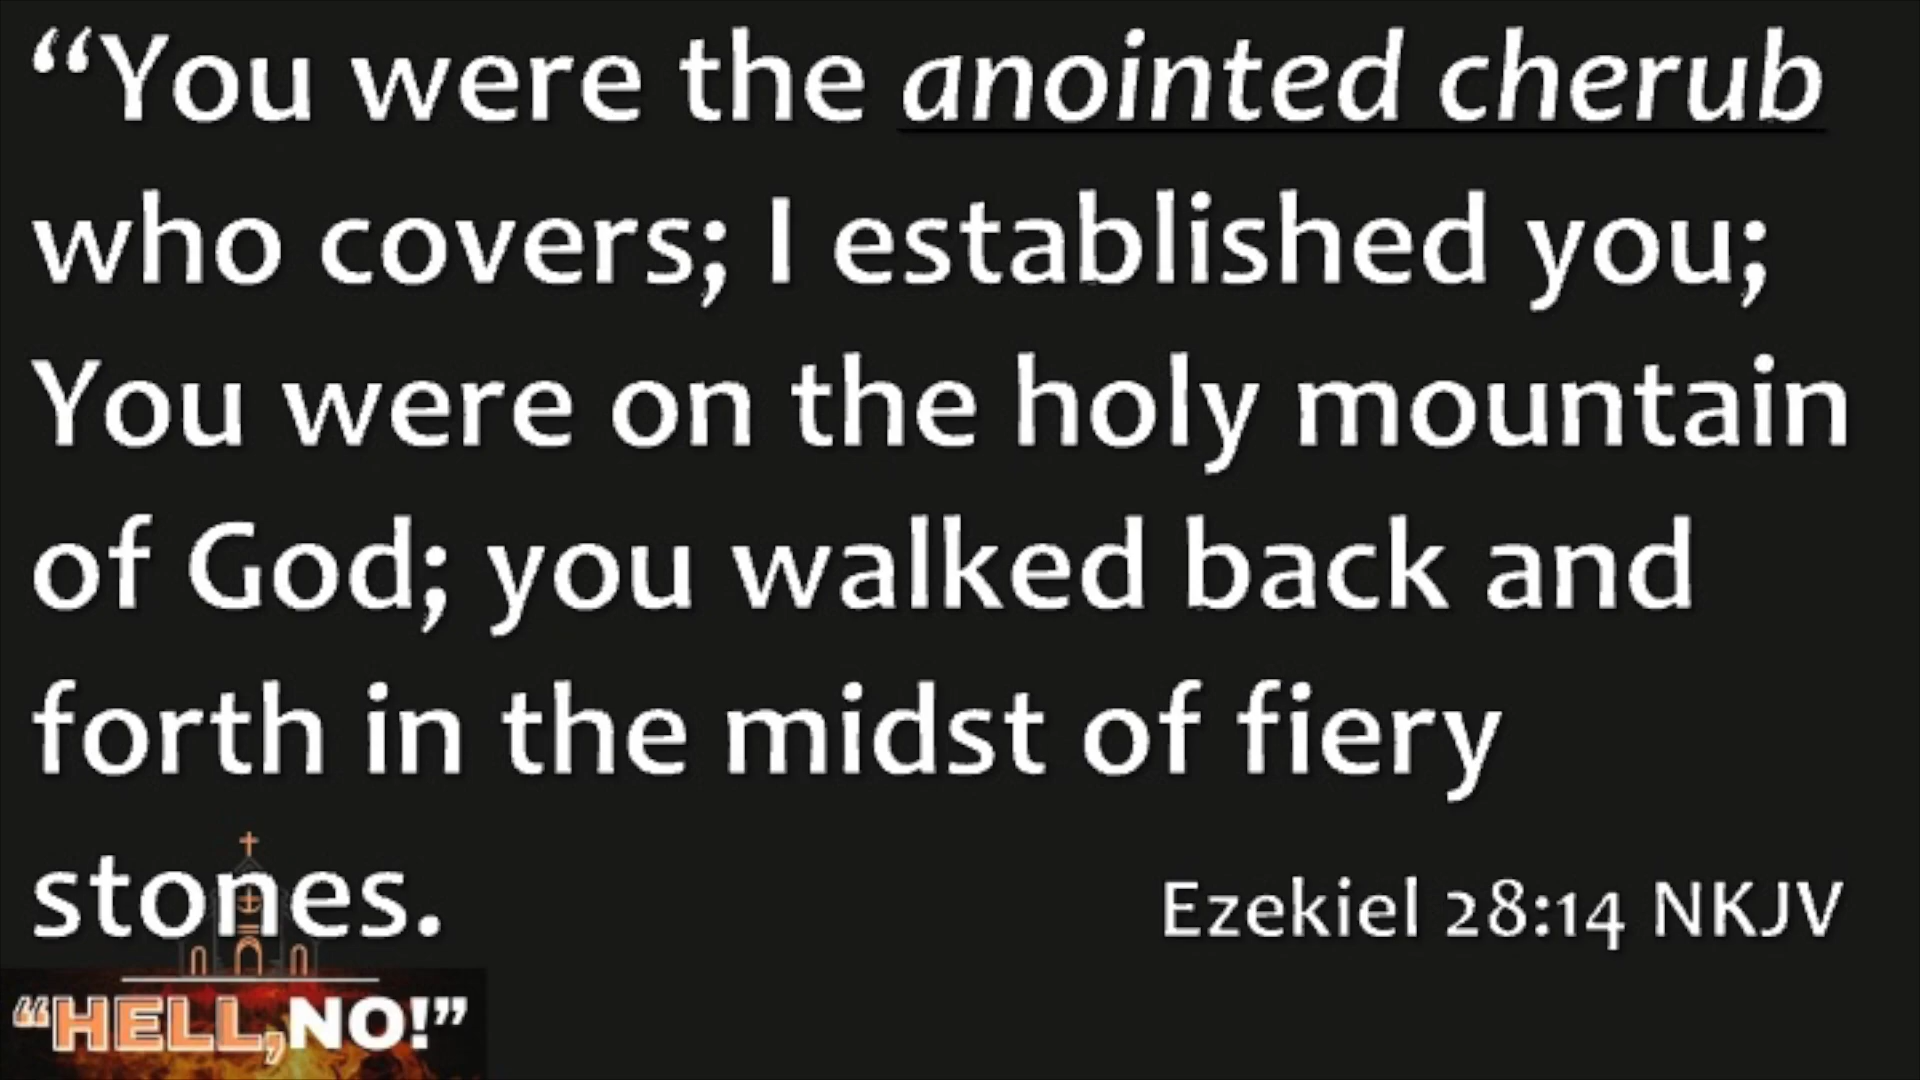 “You were the anointed cherub
who covers; I established you;
You were on the holy mountain
of God; you walked back and
forth in the midst of fiery
stones.
Ezekiel 28:14 NKJV
“HELL,NO!”